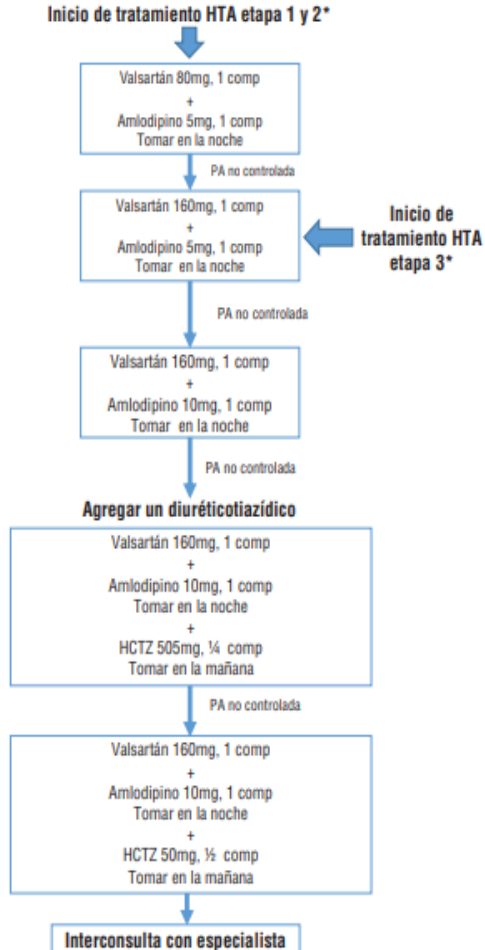 Inicio de tratamiento HTA etapa 1 y 2*
Valsartán 80mg, 1 comp
+
Amlodipino 5mg, 1 comp
Tomar en la noche
PA no controlada
Valsartán 160mg, 1 comp
+
Amlodipino 5mg, 1 comp
Tomar en la noche
Inicio de
tratamiento HTA
etapa 3*
PA no controlada
Valsartán 160mg, 1 comp
+
Amlodipino 10mg, 1 comp
Tomar en la noche
PA no controlada
Agregar un diuréticotiazídico
Valsartán 160mg, 1 comp
+
Amlodipino 10mg, 1 comp
Tomar en la noche
+
HCTZ 505mg, ¼ comp
Tomar en la mañana
PA no controlada
Valsartán 160mg, 1 comp
+
Amlodipino 10mg, 1 comp
Tomar en la noche
+
HCTZ 50mg, ½ comp
Tomar en la mañana
Interconsulta con especialista